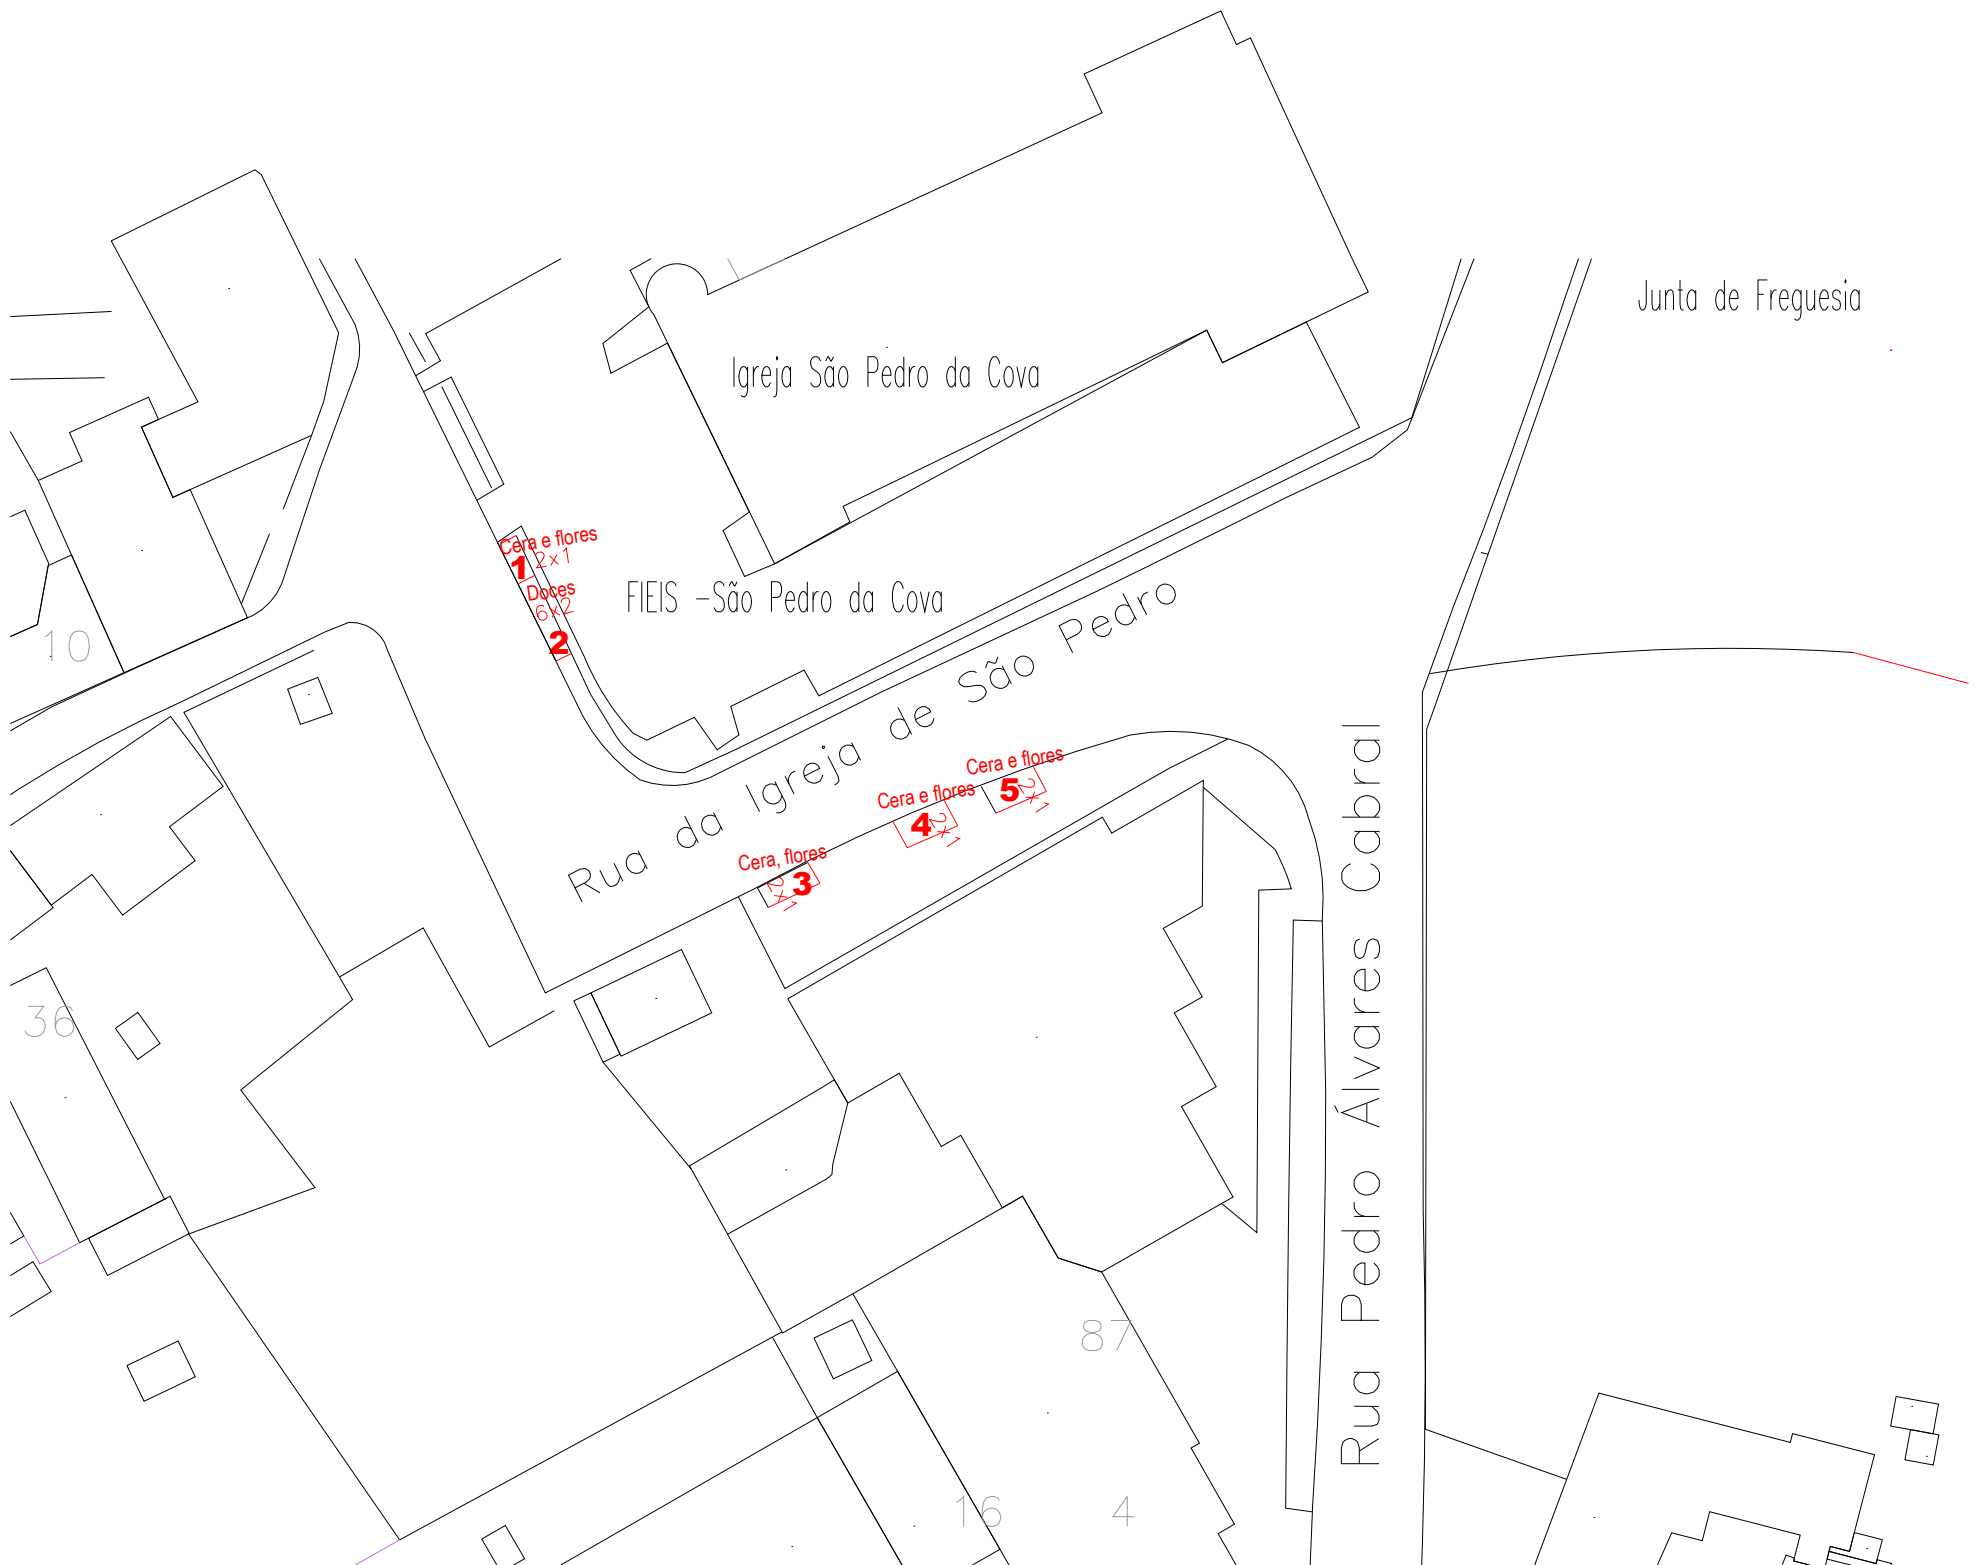 Junta de Freguesia
Igreja São Pedro da Cova
Cera e flores
1 2x1
Doces
6x2
2
FIEIS -São Pedro da Cova
Rua da Igreja de São Pedro
10
Cera e flores
5 2x1
Cera e flores
4 2x1
Cera, flores
2x1 3
Rua Pedro Álvares Cabral
36
87
16
4